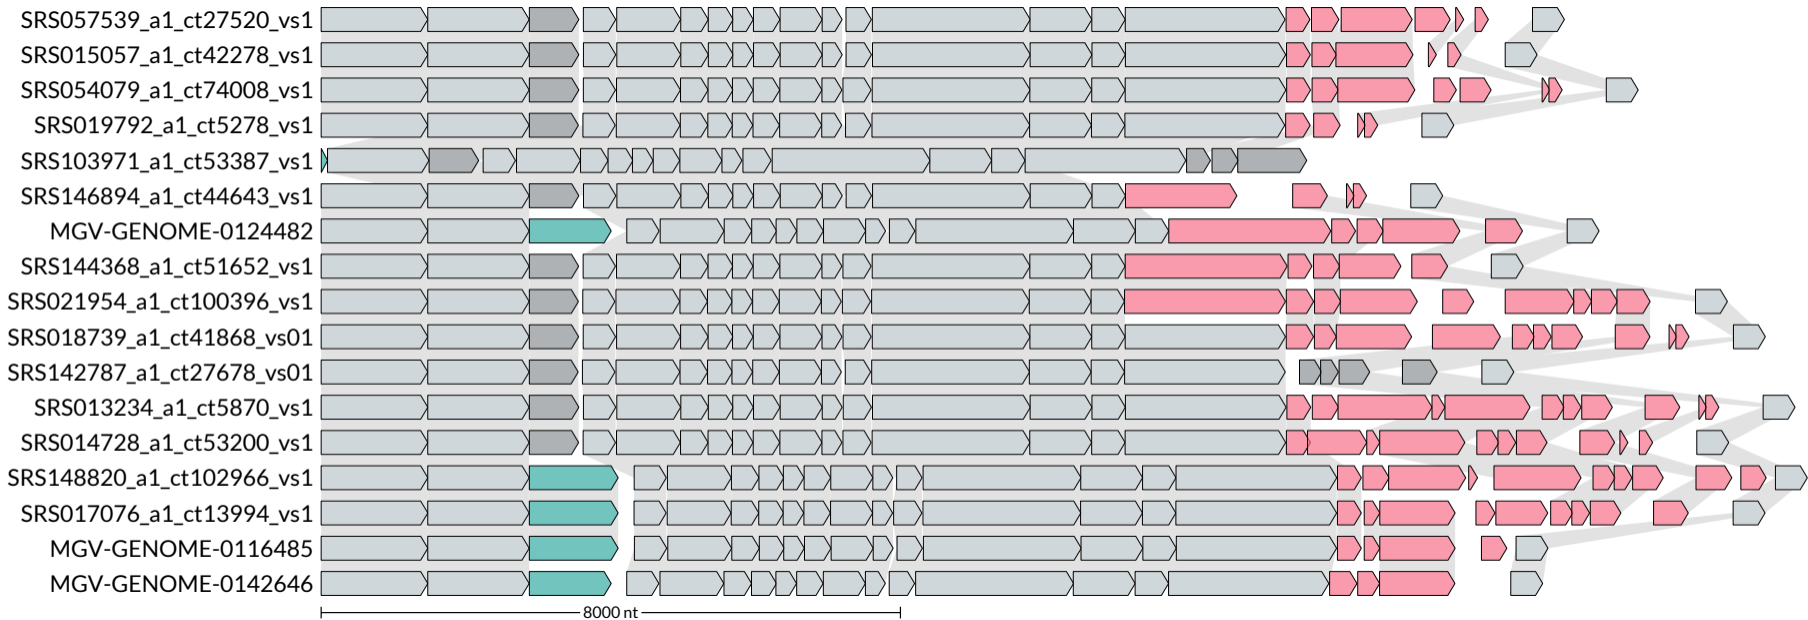 SRS057539_a1_ct27520_vs1
SRS015057_a1_ct42278_vs1
SRS054079_a1_ct74008_vs1
SRS019792_a1_ct5278_vs1
SRS103971_a1_ct53387_vs1
SRS146894_a1_ct44643_vs1
MGV-GENOME-0124482
SRS144368_a1_ct51652_vs1
SRS021954_a1_ct100396_vs1
SRS018739_a1_ct41868_vs01
SRS142787_a1_ct27678_vs01
SRS013234_a1_ct5870_vs1
SRS014728_a1_ct53200_vs1
SRS148820_a1_ct102966_vs1
SRS017076_a1_ct13994_vs1
MGV-GENOME-0116485
MGV-GENOME-0142646
8000 nt